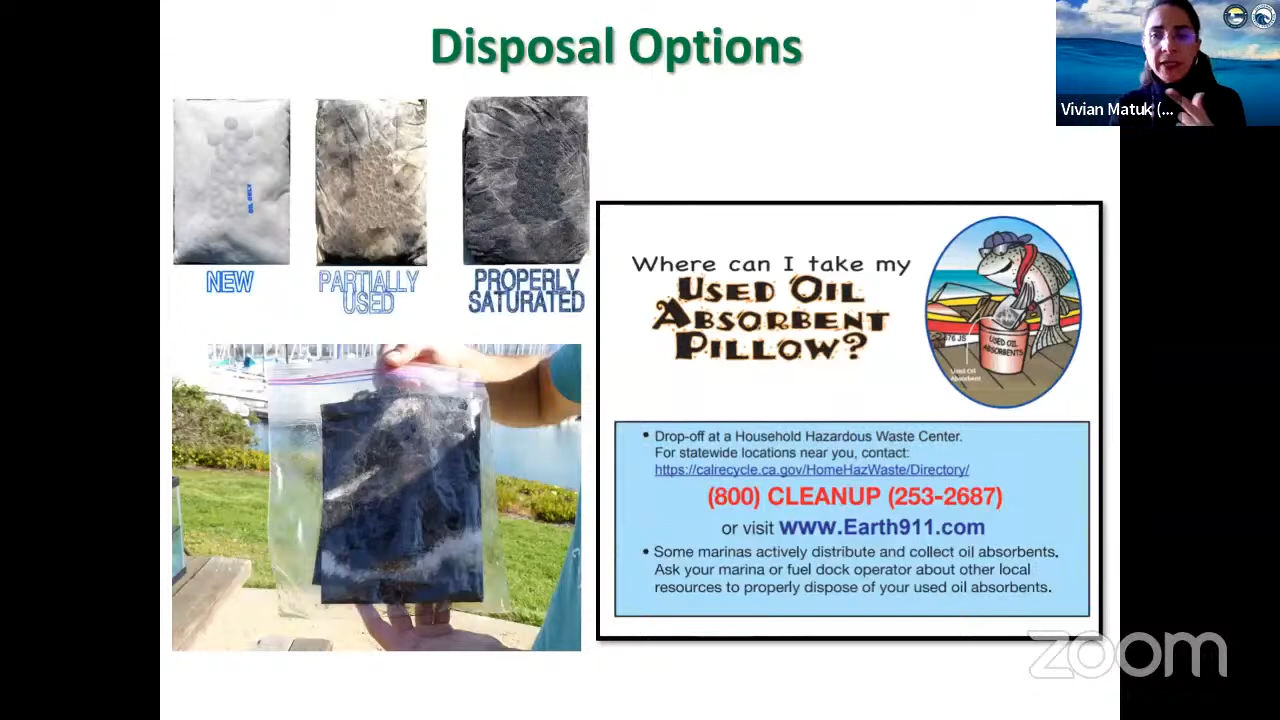 Disposal Options
Vivian Matuk (...
OIL ONLY
NEW
PARTIALLY
USED
PROPERLY
SATURATED
Where can I take my
USED OIL
ABSORBENT
PILLOW?
USED OIL
ABSORBENTS
Used Oil
Absorbent
• Drop-off at a Household Hazardous Waste Center.
For statewide locations near you, contact:
https://calrecycle.ca.gov/HomeHazWaste/Directory/
(800) CLEANUP (253-2687)
or visit www.Earth911.com
• Some marinas actively distribute and collect oil absorbents.
Ask your marina or fuel dock operator about other local
resources to properly dispose of your used oil absorbents.
zoom